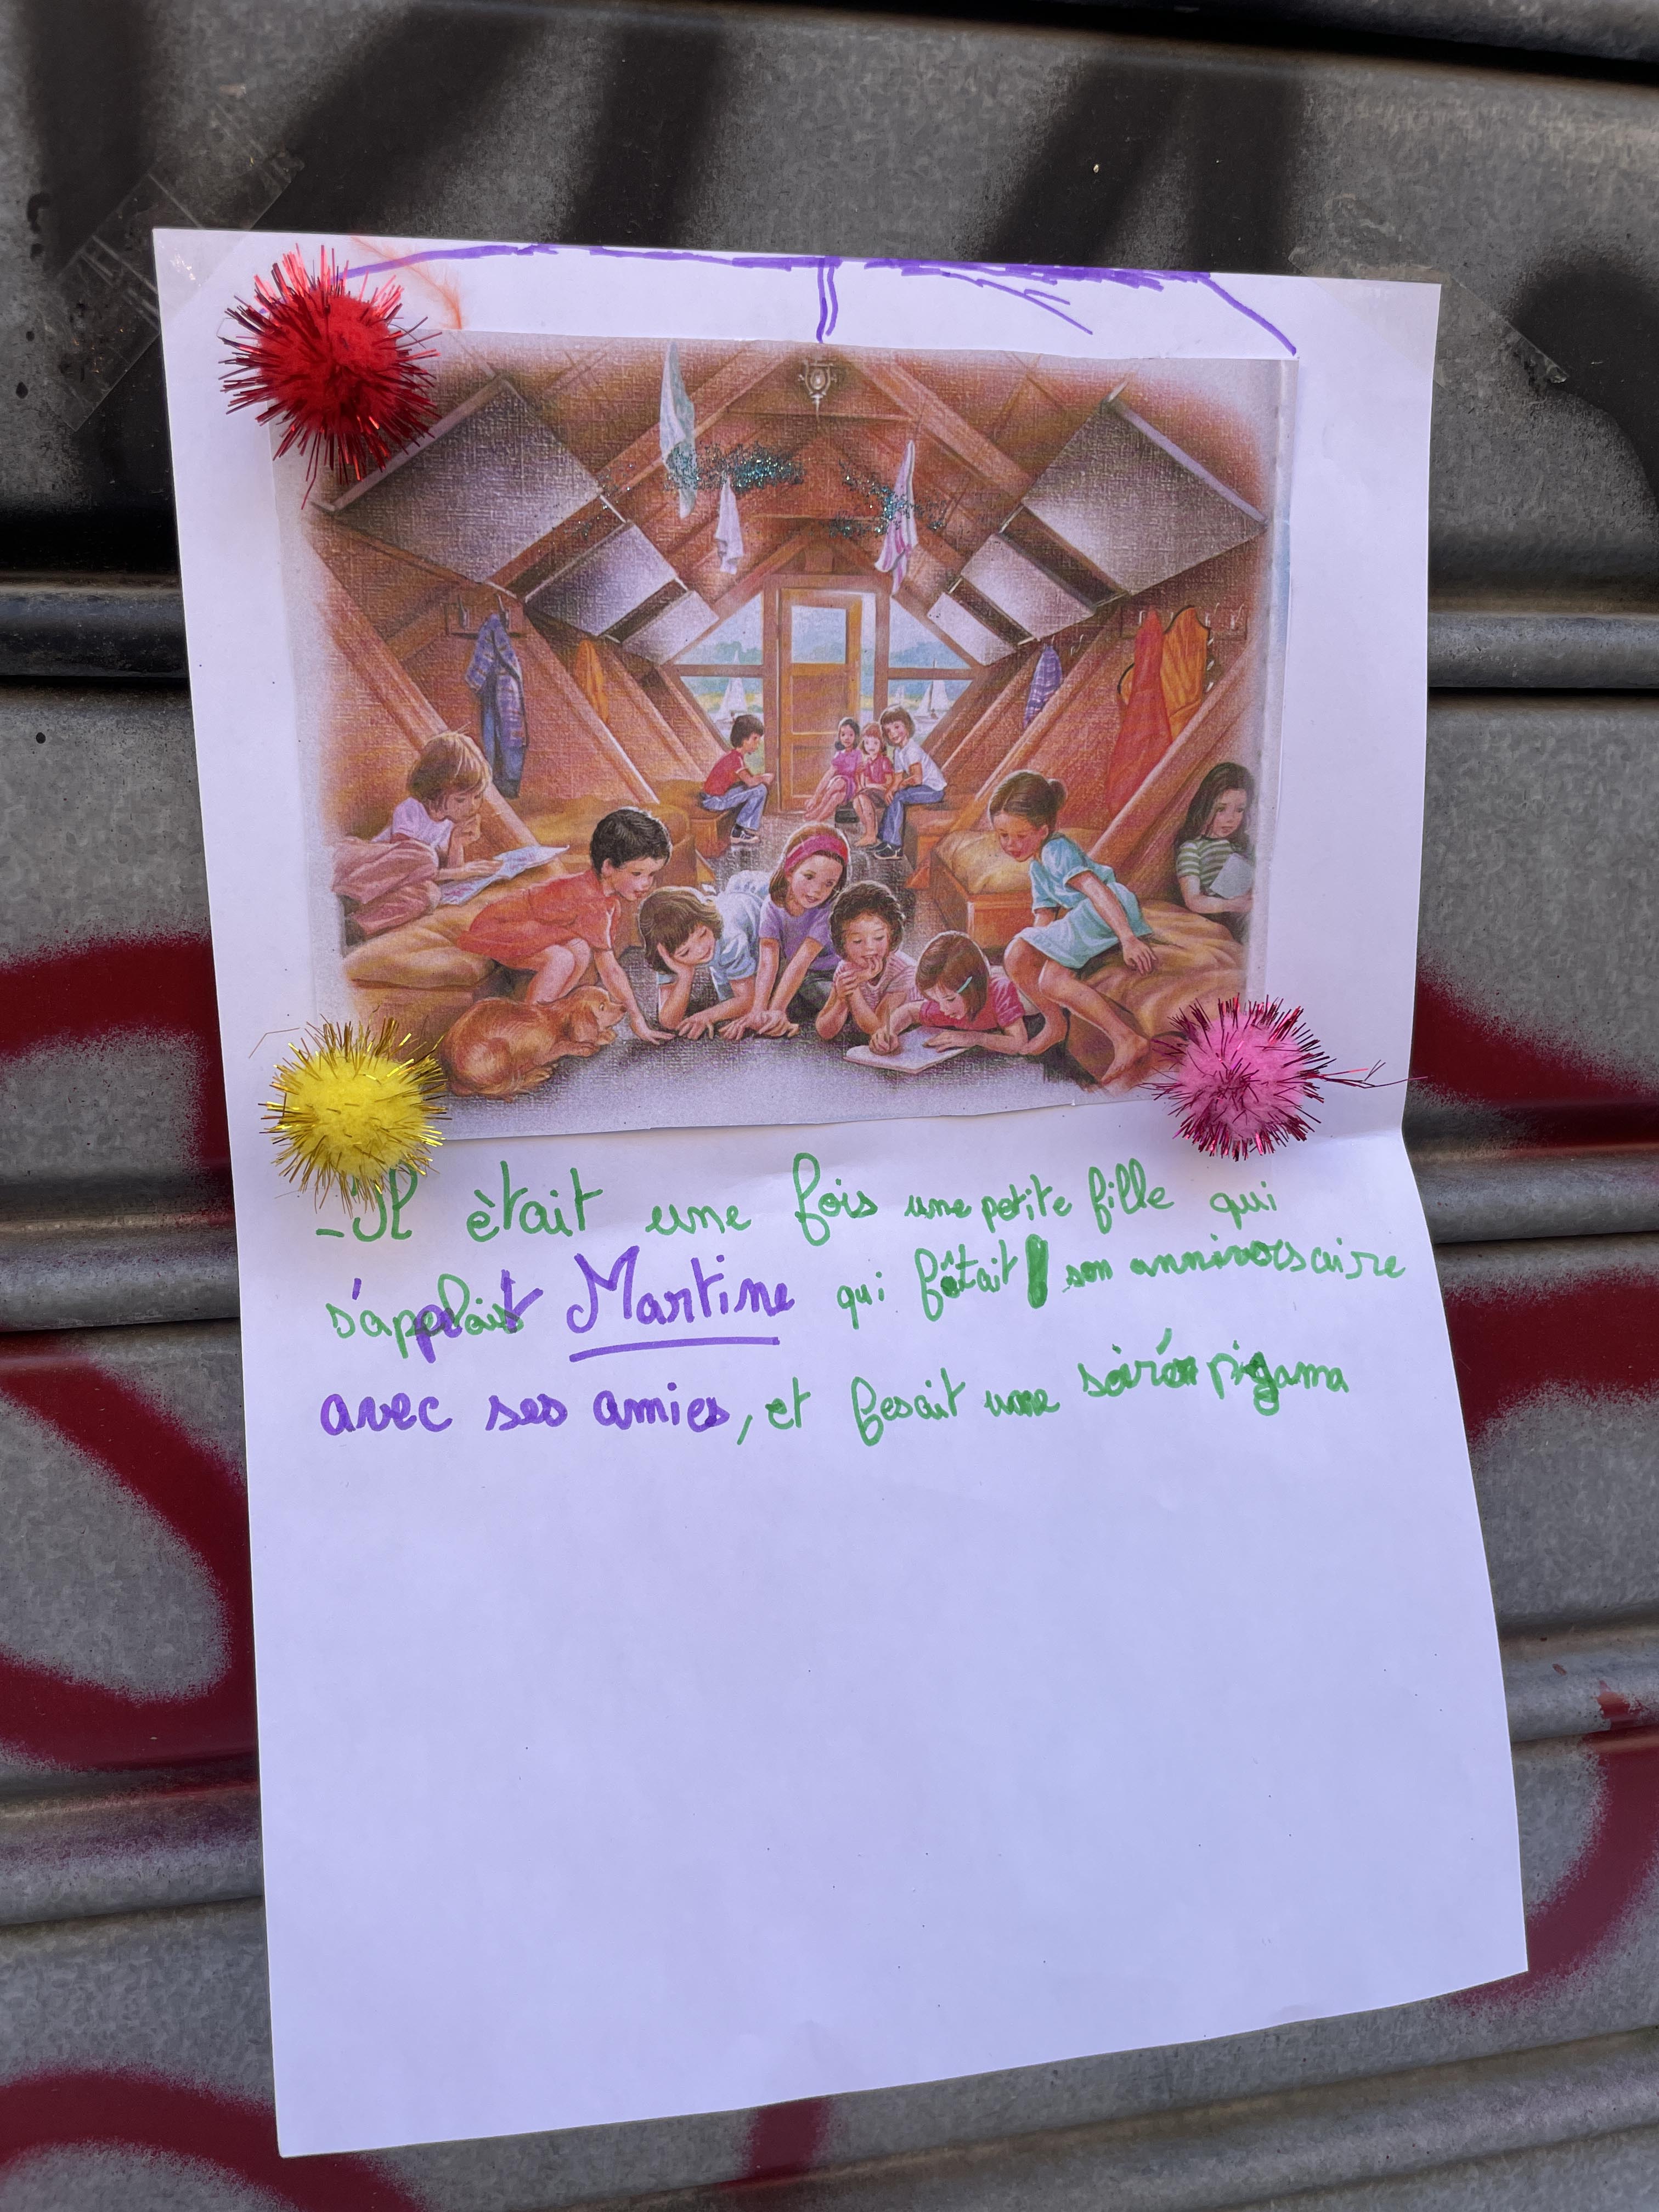 -Il ètait une fois une petite fille qui
s'applait Martine qui fêtait son anniversaire
avec ses amies, et fesait une soirée pigama